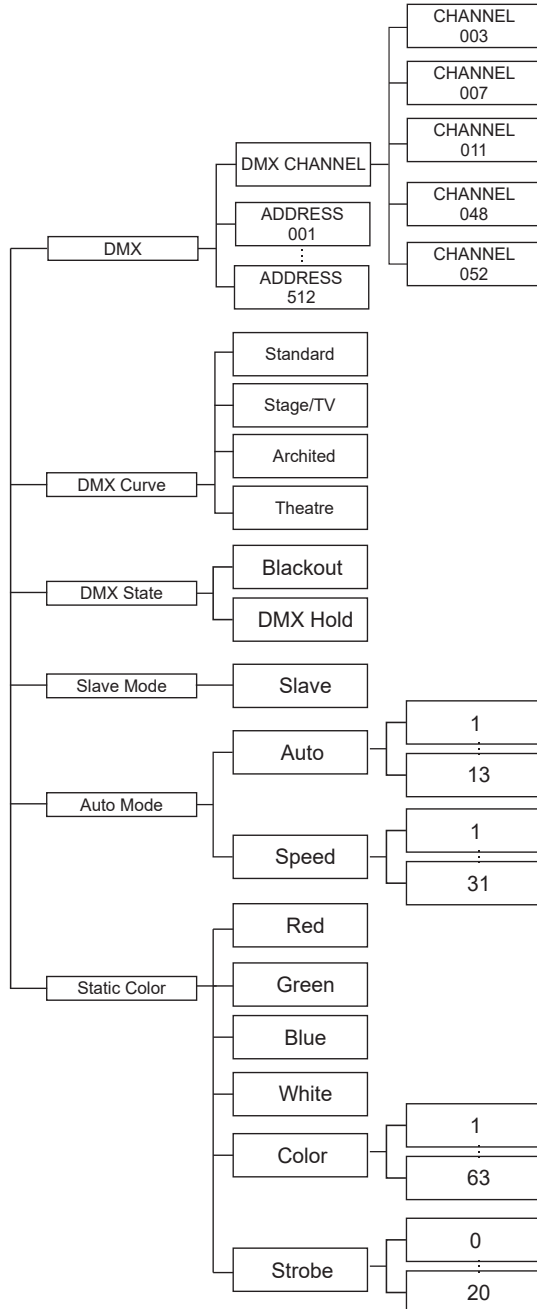 DMX
DMX CHANNEL
CHANNEL
003
CHANNEL
007
CHANNEL
011
CHANNEL
048
CHANNEL
052
ADDRESS
001
ADDRESS
512
DMX Curve
Standard
Stage/TV
Archited
Theatre
DMX State
Blackout
DMX Hold
Slave Mode
Slave
Auto Mode
Auto
1
13
Speed
1
31
Static Color
Red
Green
Blue
White
Color
1
63
Strobe
0
20